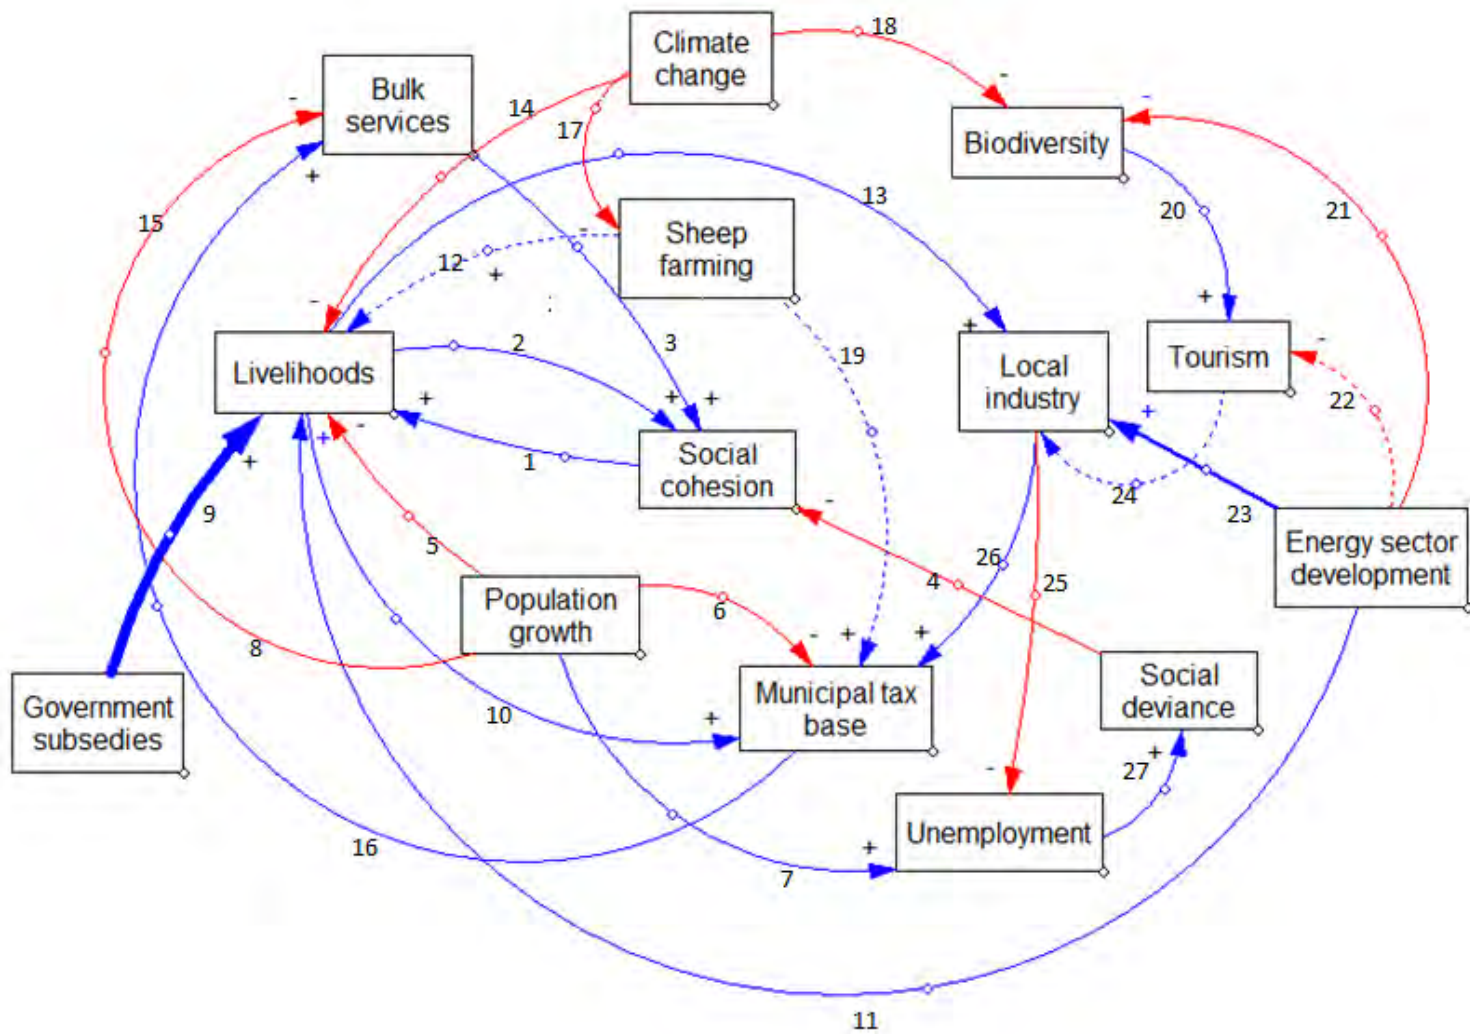 Climate
change
18
-
-
Bulk
services
-
+
14
17
Biodiversity
15
13
20
21
Sheep
farming
-
12
+
:
19
-
2
3
+
+
Local
industry
+
Tourism
-
22
Livelihoods
+
+
+
+
-
+
1
Social
cohesion
-
24
23
9
5
26
25
4
Energy sector
development
Population
growth
6
-
+
+
8
Government
subsedies
10
+
Municipal tax
base
Social
deviance
+
27
-
16
7
+
Unemployment
11